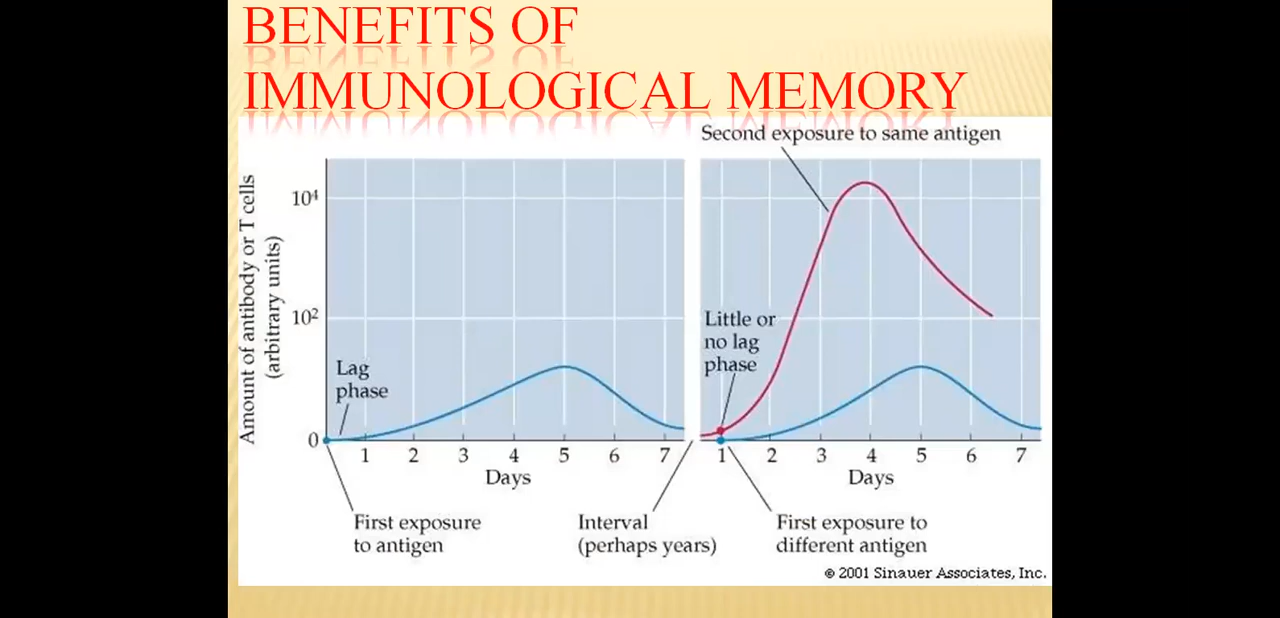 BENEFITS OF
IMMUNOLOGICAL MEMORY
Second exposure to same antigen
Amount of antibody or T cells
(arbitrary units)
10⁴
10²
0
Lag
phase
1 2 3 4 5 6 7
Days
First exposure
to antigen
Interval
(perhaps years)
Little or
no lag
phase
1 2 3 4 5 6 7
Days
First exposure to
different antigen
© 2001 Sinauer Associates, Inc.